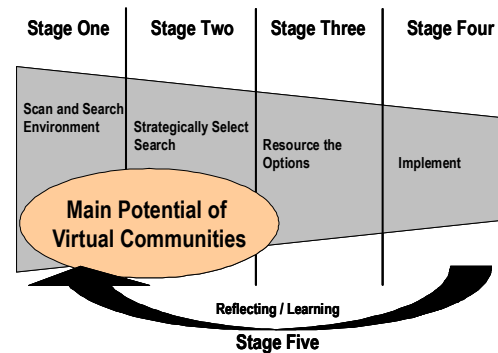 Stage One
Stage Two
Stage Three
Stage Four
Scan and Search
Environment
Strategically Select
Search
Resource the
Options
Implement
Main Potential of
Virtual Communities
Reflecting / Learning
Stage Five